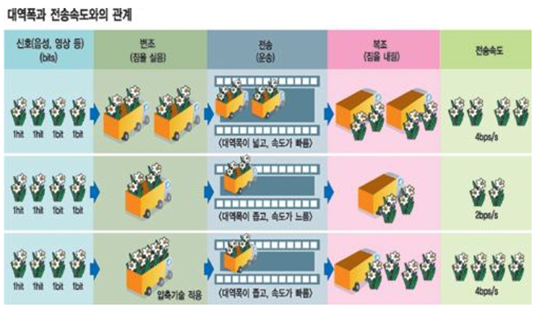 대역폭과 전송속도와의 관계
신호(음성, 영상 등)
(bits)
변조
(짐을 실음)
전송
(운송)
복조
(짐을 내림)
전송속도
1bit 1bit 1bit 1bit
(대역폭이 넓고, 속도가 빠름)
4bps/s
1bit 1bit 1bit 1bit
(대역폭이 좁고, 속도가 느름)
2bps/s
1bit 1bit 1bit 1bit
압축기술 적용
(대역폭이 좁고, 속도가 빠름)
4bps/s